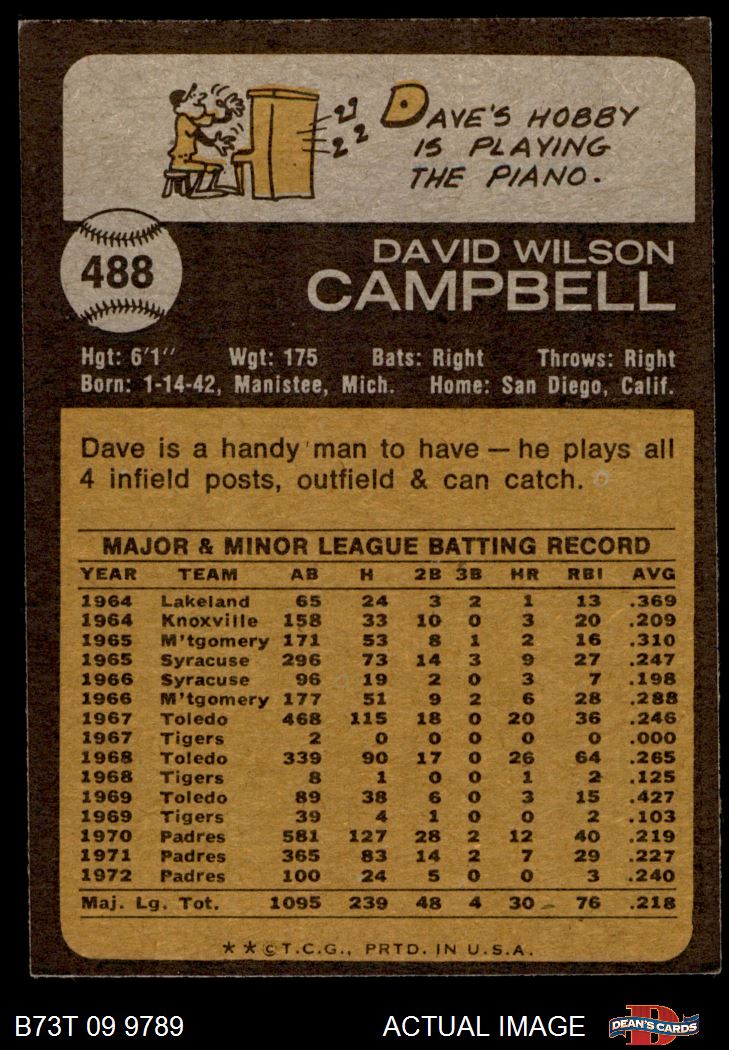 DAVE'S HOBBY
IS PLAYING
THE PIANO.
488
DAVID WILSON
CAMPBELL
Hgt: 6'1" Wgt: 175 Bats: Right Throws: Right
Born: 1-14-42, Manistee, Mich. Home: San Diego, Calif.
Dave is a handy man to have — he plays all
4 infield posts, outfield & can catch.
MAJOR & MINOR LEAGUE BATTING RECORD
YEAR TEAM AB H 2B 3B HR RBI AVG
1964 Lakeland 65 24 3 2 1 13 .369
1964 Knoxville 158 33 10 0 3 20 .209
1965 M'tgomery 171 53 8 1 2 16 .310
1965 Syracuse 296 73 14 3 9 27 .247
1966 Syracuse 96 19 2 0 3 7 .198
1966 M'tgomery 177 51 9 2 6 28 .288
1967 Toledo 468 115 18 0 20 36 .246
1967 Tigers 2 0 0 0 0 0 .000
1968 Toledo 339 90 17 0 26 64 .265
1968 Tigers 8 1 0 0 1 2 .125
1969 Toledo 89 38 6 0 3 15 .427
1969 Tigers 39 4 1 0 0 2 .103
1970 Padres 581 127 28 2 12 40 .219
1971 Padres 365 83 14 2 7 29 .227
1972 Padres 100 24 5 0 0 3 .240
Maj. Lg. Tot. 1095 239 48 4 30 76 .218
* * © T.C.G., PRTD. IN U.S.A.
B73T 09 9789 ACTUAL IMAGE DEAN'S CARDS